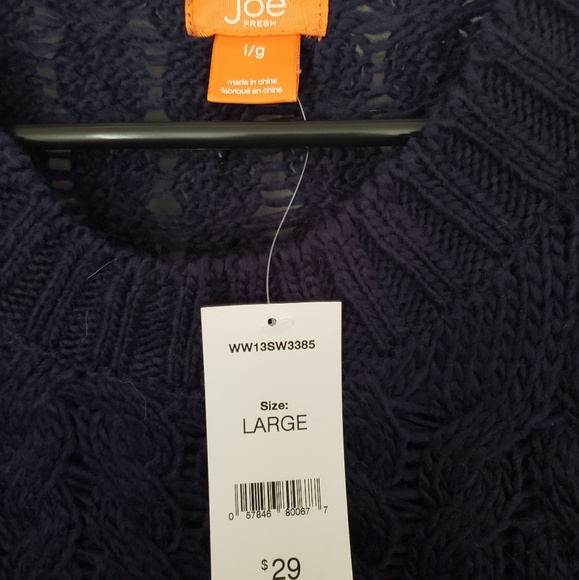 Joe
FRESH
l/g
made in china
fabriqué en chine
WW13SW3385
Size:
LARGE
0 57846 80067 7
$29